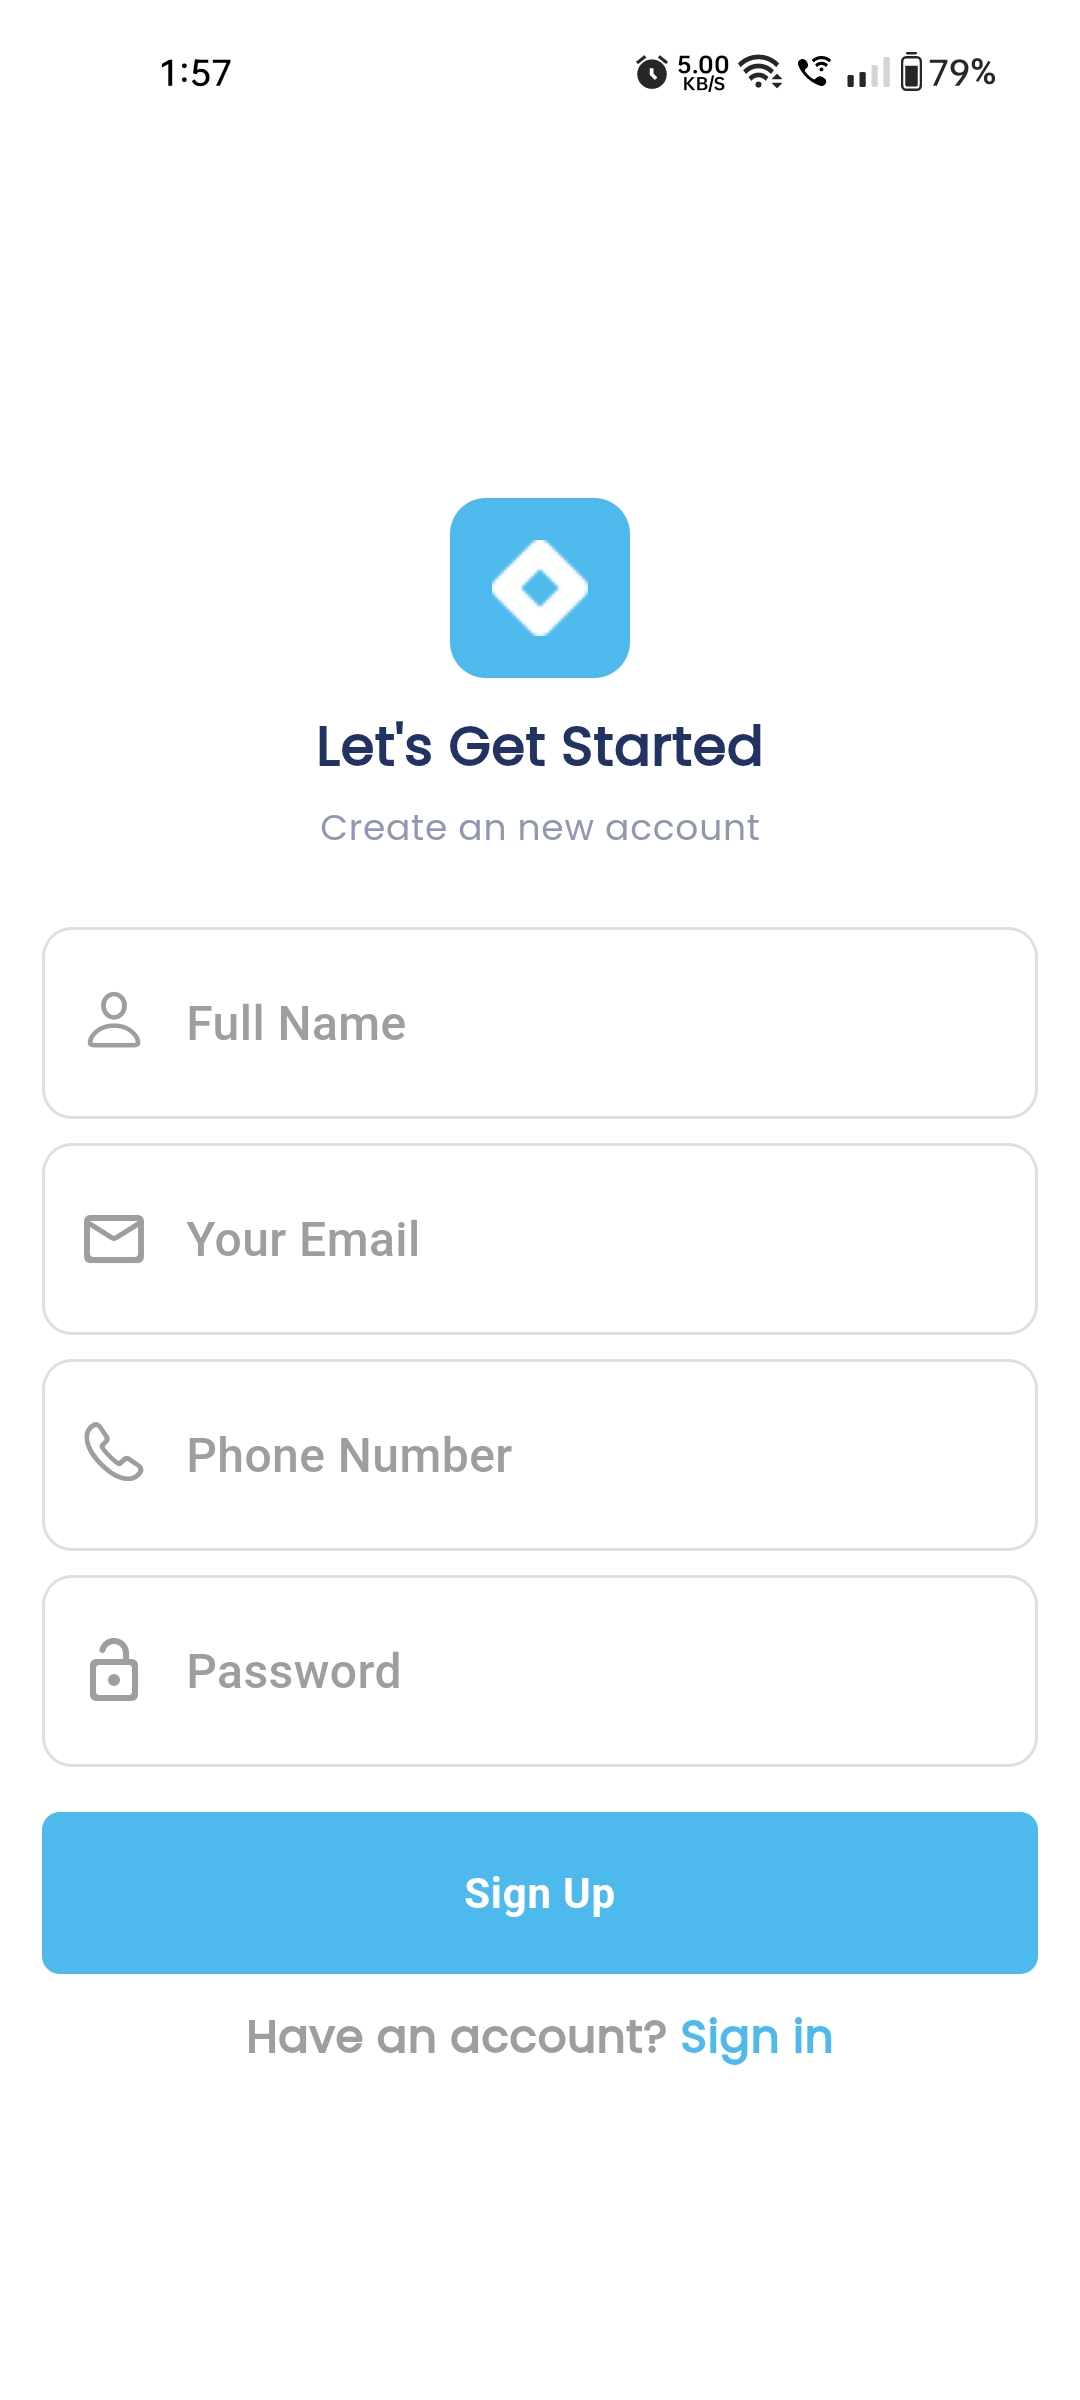 1:57 5.00 KB/S 79%
Let's Get Started
Create an new account
Full Name
Your Email
Phone Number
Password
Sign Up
Have an account? Sign in